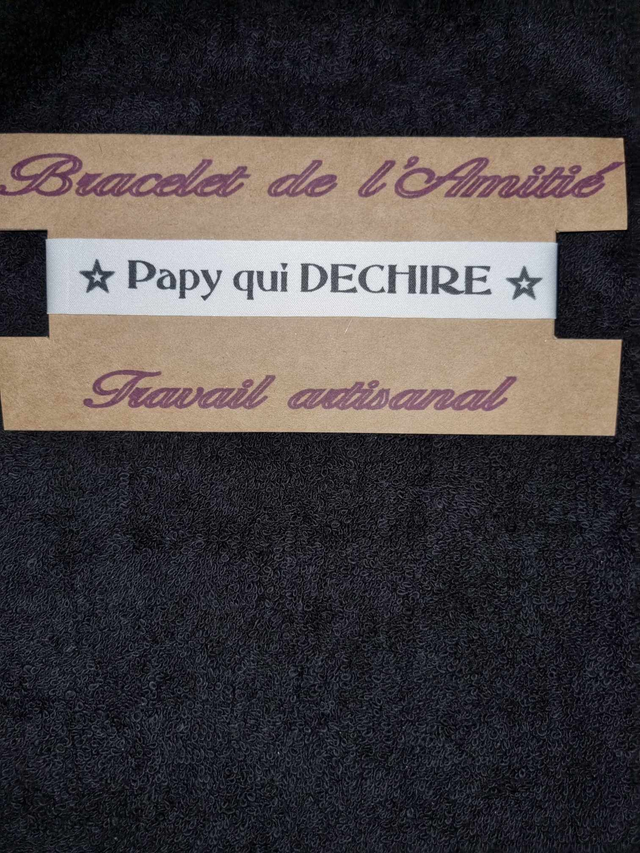 Bracelet de l'Amitié
☆ Papy qui DECHIRE ☆
Travail artisanal